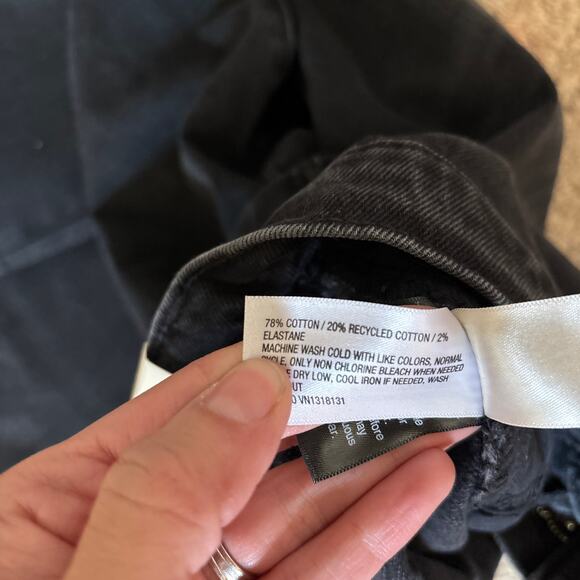 78% COTTON / 20% RECYCLED COTTON / 2%
ELASTANE
MACHINE WASH COLD WITH LIKE COLORS, NORMAL
CYCLE, ONLY NON CHLORINE BLEACH WHEN NEEDED
DRY LOW, COOL IRON IF NEEDED, WASH
OUT
VN1318131